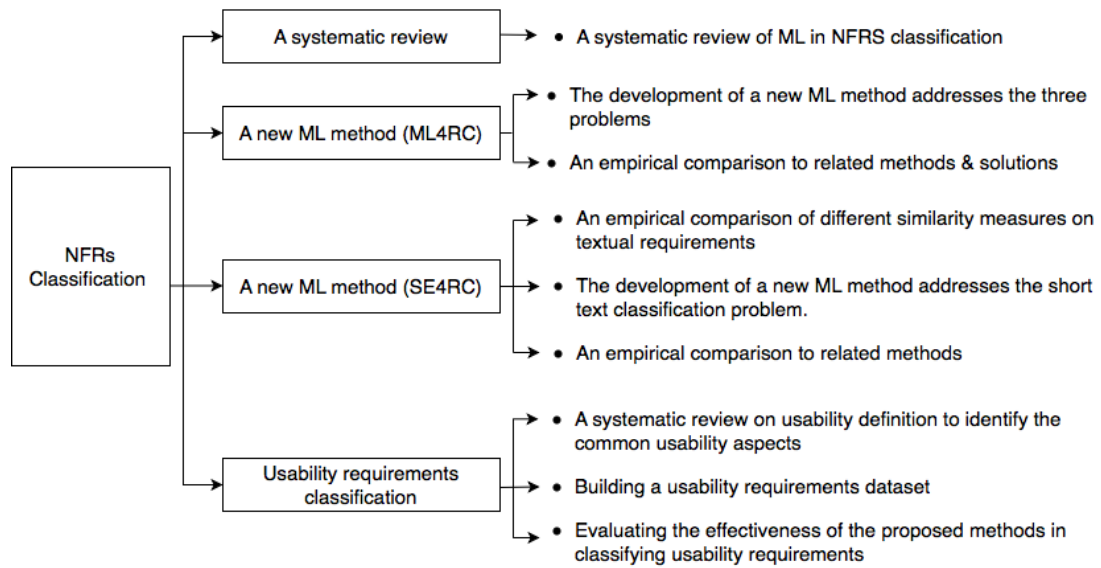 A systematic review
• A systematic review of ML in NFRS classification
A new ML method (ML4RC)
• The development of a new ML method addresses the three
problems
• An empirical comparison to related methods & solutions
NFRs
Classification
A new ML method (SE4RC)
• An empirical comparison of different similarity measures on
textual requirements
• The development of a new ML method addresses the short
text classification problem.
• An empirical comparison to related methods
Usability requirements
classification
• A systematic review on usability definition to identify the
common usability aspects
• Building a usability requirements dataset
• Evaluating the effectiveness of the proposed methods in
classifying usability requirements